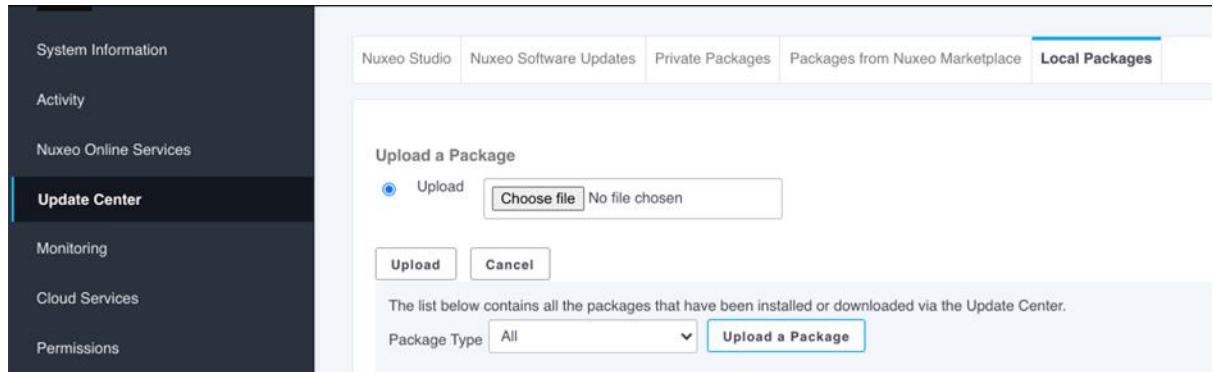 System Information
Activity
Nuxeo Online Services
Update Center
Monitoring
Cloud Services
Permissions
Nuxeo Studio Nuxeo Software Updates Private Packages Packages from Nuxeo Marketplace Local Packages
Upload a Package
Upload Choose file No file chosen
Upload Cancel
The list below contains all the packages that have been installed or downloaded via the Update Center.
Package Type All Upload a Package